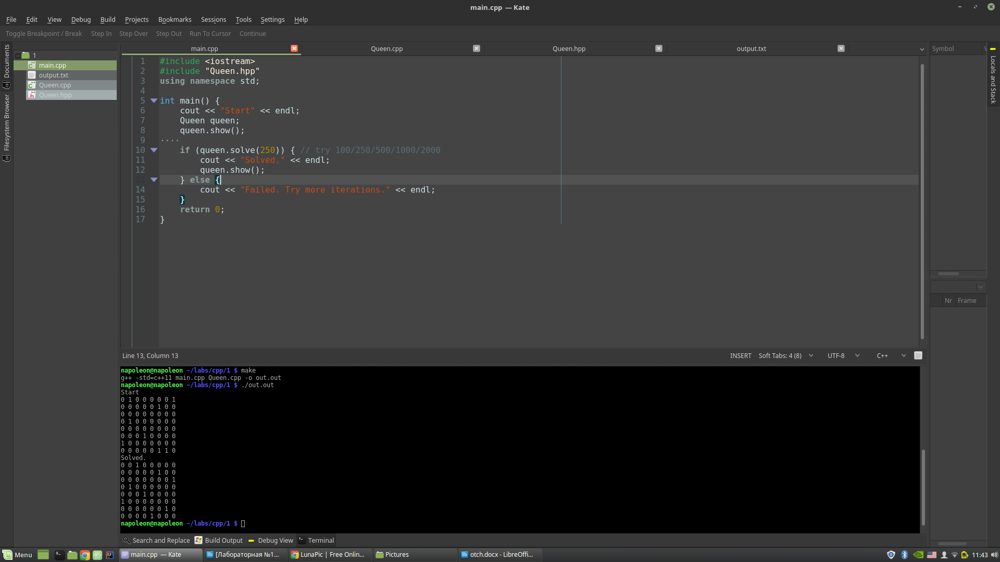 main.cpp — Kate
File Edit View Debug Build Projects Bookmarks Sessions Tools Settings Help
Toggle Breakpoint / Break Step In Step Over Step Out Run To Cursor Continue
Documents
Filesystem Browser
1
main.cpp
output.txt
Queen.cpp
Queen.hpp
main.cpp Queen.cpp Queen.hpp output.txt
1 #include <iostream>
2 #include "Queen.hpp"
3 using namespace std;
4
5 int main() {
6 cout << "Start" << endl;
7 Queen queen;
8 queen.show();
9 ····
10 if (queen.solve(250)) { // try 100/250/500/1000/2000
11 cout << "Solved." << endl;
12 queen.show();
13 } else {
14 cout << "Failed. Try more iterations." << endl;
15 }
16 return 0;
17 }
Symbol
Locals and Stack
Nr Frame
Line 13, Column 13 INSERT Soft Tabs: 4 (8) UTF-8 C++
napoleon@napoleon ~/labs/cpp/1 $ make
g++ -std=c++11 main.cpp Queen.cpp -o out.out
napoleon@napoleon ~/labs/cpp/1 $ ./out.out
Start
0 1 0 0 0 0 0 1
0 0 0 0 0 1 0 0
0 0 0 0 0 0 0 0
0 1 0 0 0 0 0 0
0 0 0 0 0 0 0 0
0 0 0 1 0 0 0 0
1 0 0 0 0 0 0 0
0 0 0 0 0 1 1 0
Solved.
0 0 1 0 0 0 0 0
0 0 0 0 0 1 0 0
0 0 0 0 0 0 0 1
0 1 0 0 0 0 0 0
0 0 0 1 0 0 0 0
1 0 0 0 0 0 0 0
0 0 0 0 0 0 1 0
0 0 0 0 1 0 0 0
napoleon@napoleon ~/labs/cpp/1 $
Search and Replace Build Output Debug View Terminal
Menu main.cpp — Kate [Лабораторная №1... LunaPic | Free Onlin... Pictures otch.docx - LibreOffi... 11:43